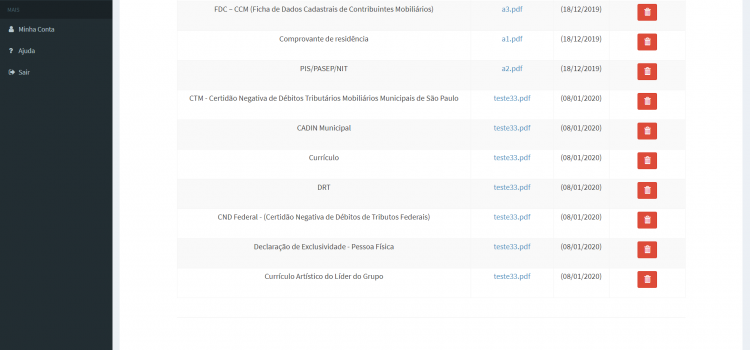 MAIS
Minha Conta
Ajuda
Sair
FDC – CCM (Ficha de Dados Cadastrais de Contribuintes Mobiliários) a3.pdf (18/12/2019)
Comprovante de residência a1.pdf (18/12/2019)
PIS/PASEP/NIT a2.pdf (18/12/2019)
CTM - Certidão Negativa de Débitos Tributários Mobiliários Municipais de São Paulo teste33.pdf (08/01/2020)
CADIN Municipal teste33.pdf (08/01/2020)
Currículo teste33.pdf (08/01/2020)
DRT teste33.pdf (08/01/2020)
CND Federal - (Certidão Negativa de Débitos de Tributos Federais) teste33.pdf (08/01/2020)
Declaração de Exclusividade - Pessoa Física teste33.pdf (08/01/2020)
Currículo Artístico do Líder do Grupo teste33.pdf (08/01/2020)